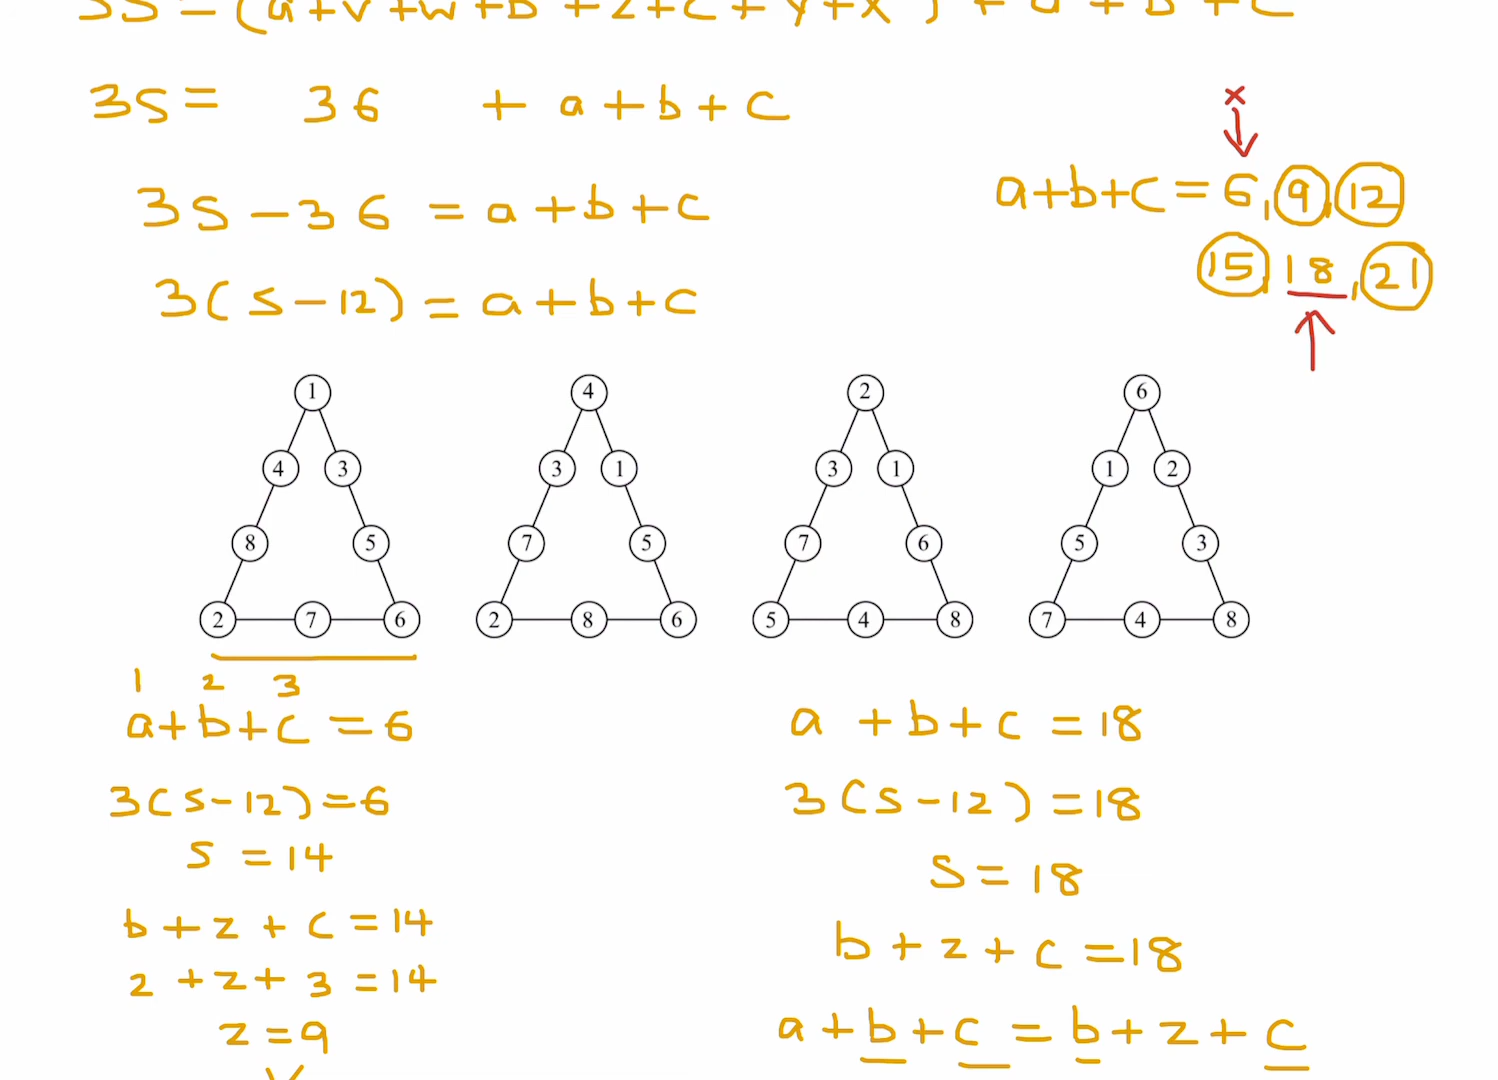 3S = (a+v+w+b+z+c+y+x) + a+b+c
3S = 36 + a+b+c
x
3S-36 = a+b+c
a+b+c = 6, 9, 12
15, 18, 21
3(S-12) = a+b+c
1 4 2 6
4 3 3 1 3 1 1 2
8 5 7 5 7 6 5 3
2 7 6 2 8 6 5 4 8 7 4 8
1 2 3
a+b+c = 6
a+b+c = 18
3(S-12) = 6
3(S-12) = 18
S = 14
S = 18
b+z+c = 14
b+z+c = 18
2+z+3 = 14
z = 9
a+b+c = b+z+c